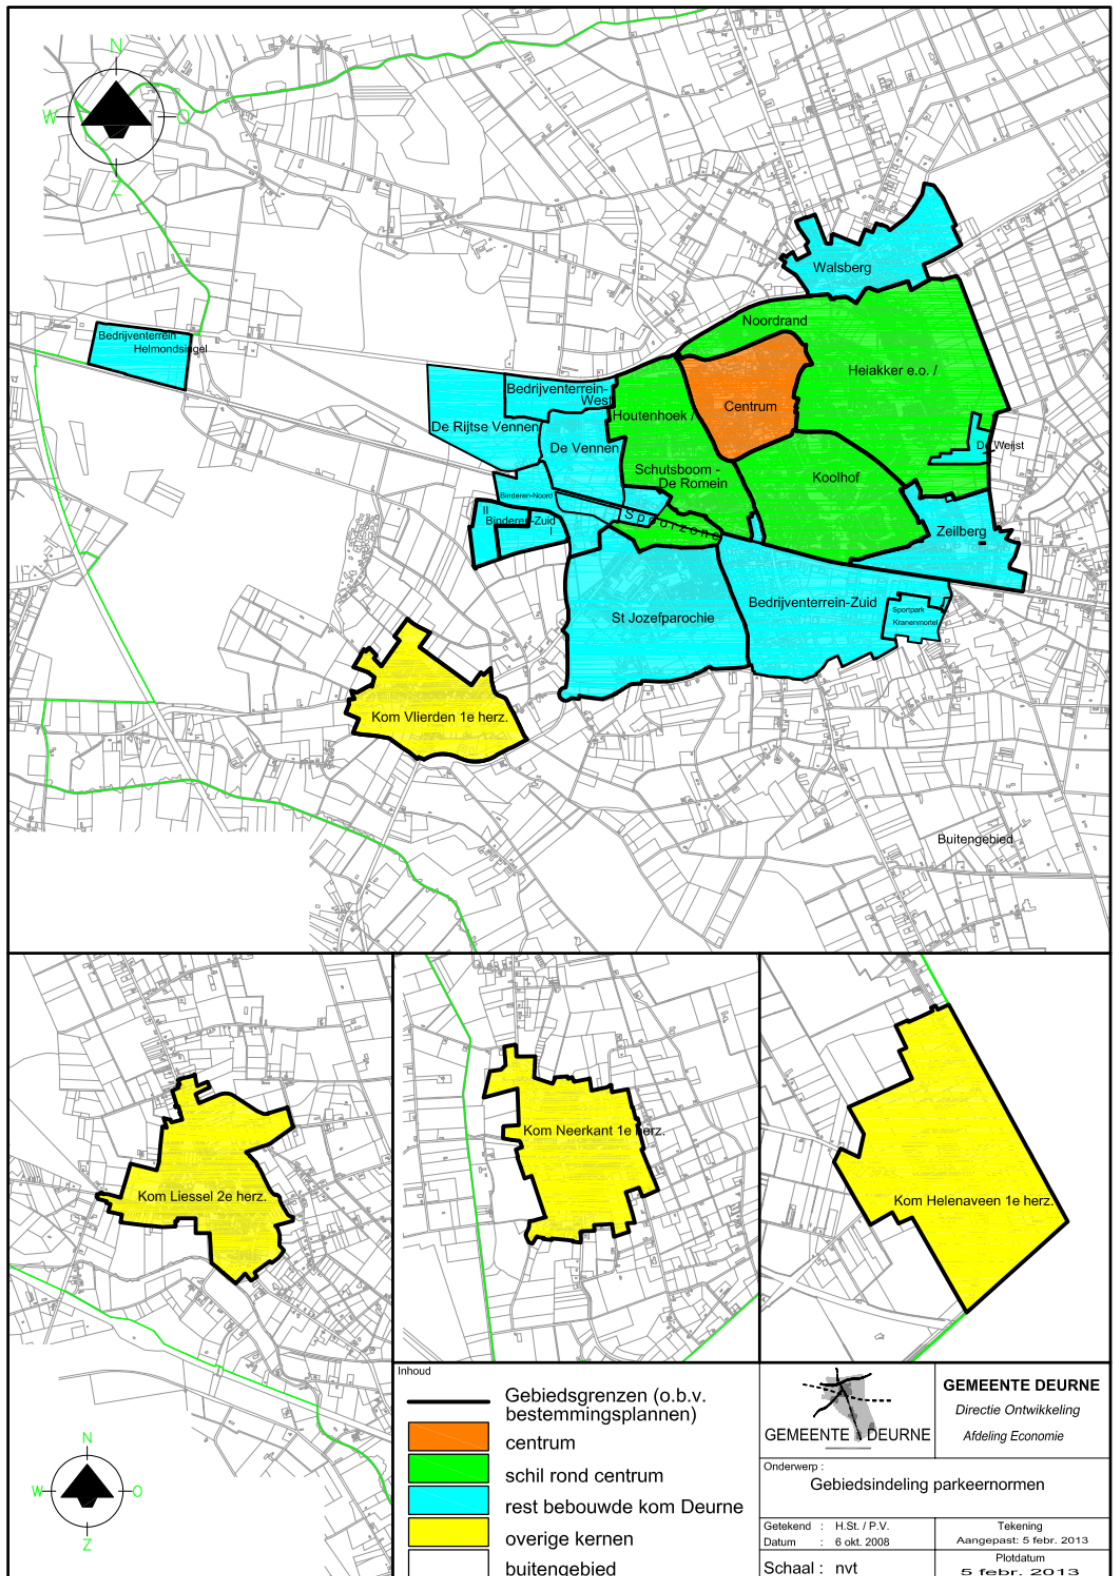 N
W
O
Z
Walsberg
Noordrand
Bedrijventerrein
Helmondsingel
Heiakker e.o. /
Bedrijventerrein-
West
Centrum
Houtenhoek /
De Rijtse Vennen
De Vennen
De Weijst
Schutsboom -
De Romein
Koolhof
Binderen-Noord
II
Binderen-Zuid
I
Spoorzone
Zeilberg
Bedrijventerrein-Zuid
Sportpark
Kranenmortel
St Jozefparochie
Kom Vlierden 1e herz.
Buitengebied
Kom Neerkant 1e herz.
Kom Liessel 2e herz.
Kom Helenaveen 1e herz.
N
W
O
Z
Inhoud
Gebiedsgrenzen (o.b.v.
bestemmingsplannen)
centrum
schil rond centrum
rest bebouwde kom Deurne
overige kernen
buitengebied
GEMEENTE DEURNE
GEMEENTE DEURNE
Directie Ontwikkeling
Afdeling Economie
Onderwerp :
Gebiedsindeling parkeernormen
Getekend : H.St. / P.V.
Datum : 6 okt. 2008
Tekening
Aangepast: 5 febr. 2013
Schaal : nvt
Plotdatum
5 febr. 2013